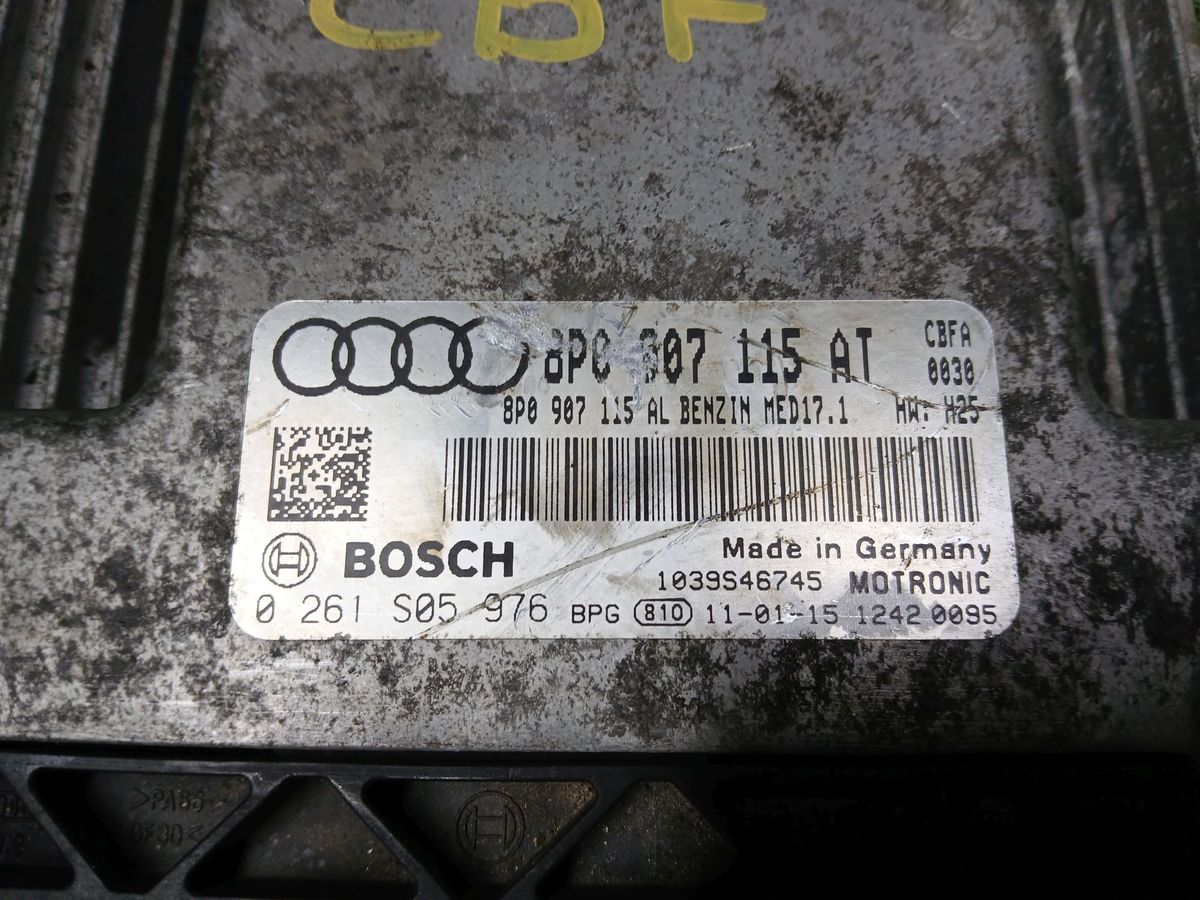 CBF
8P0 907 115 AT
CBFA
0030
8P0 907 115 AL BENZIN MED17.1 HW: H25
BOSCH
Made in Germany
1039S46745 MOTRONIC
0 261 S05 976 BPG 810 11-01-15 1242 0095
>PA66
GF30<